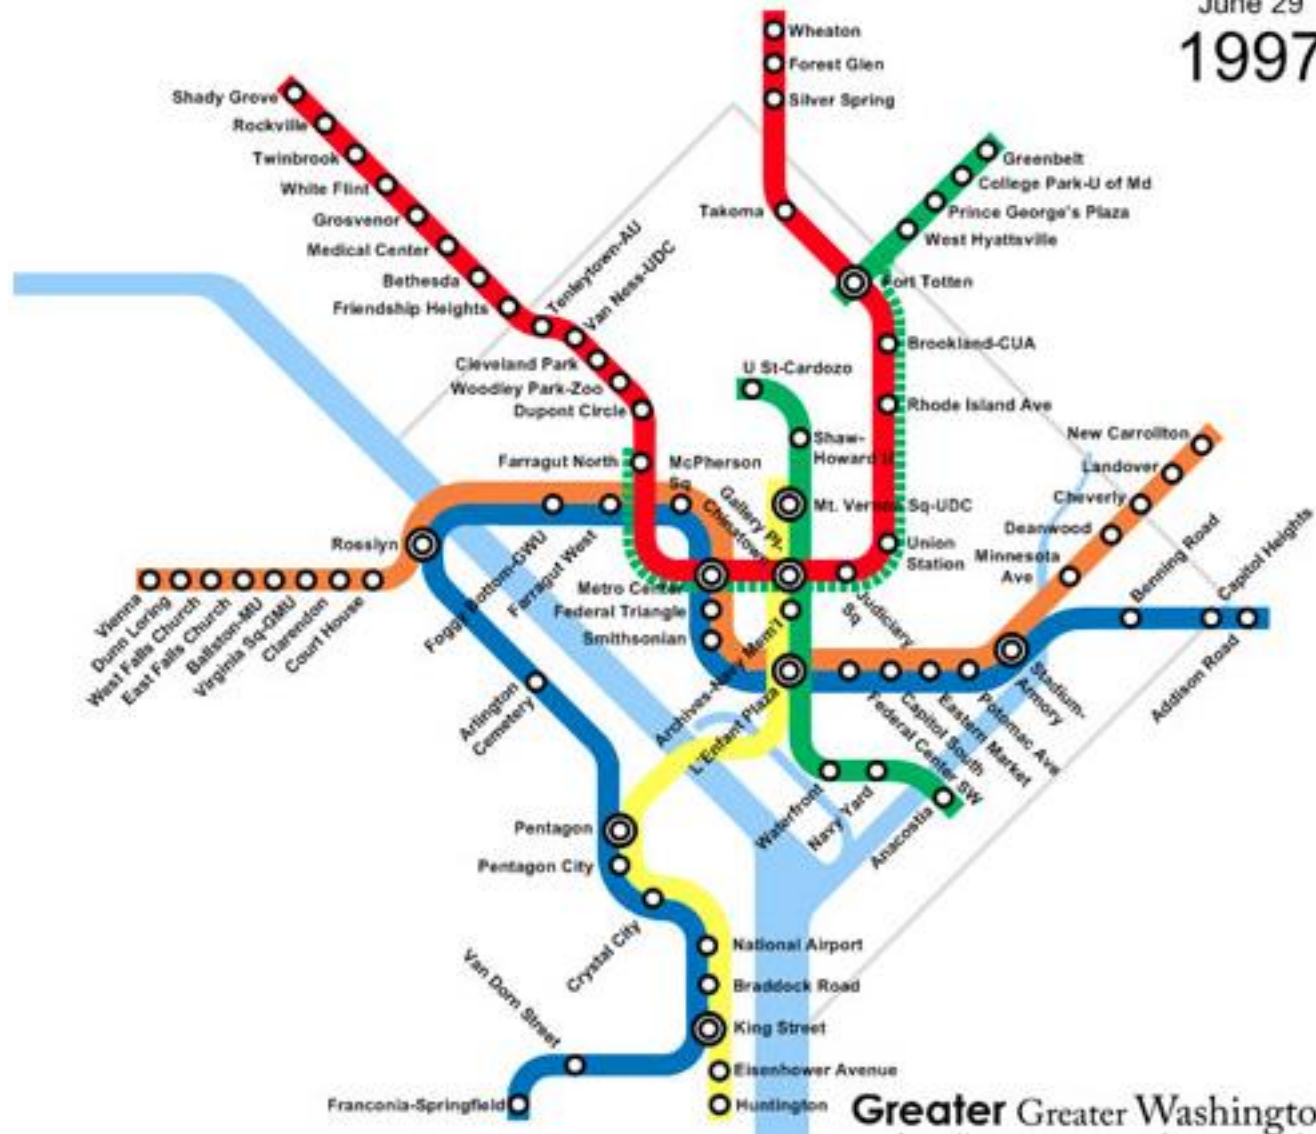 June 29
1997
Wheaton
Forest Glen
Silver Spring
Shady Grove
Rockville
Twinbrook
White Flint
Grosvenor
Medical Center
Bethesda
Friendship Heights
Tenleytown-AU
Van Ness-UDC
Cleveland Park
Woodley Park-Zoo
Dupont Circle
Farragut North
Takoma
Greenbelt
College Park-U of Md
Prince George's Plaza
West Hyattsville
Fort Totten
Brookland-CUA
Rhode Island Ave
U St-Cardozo
Shaw-
Howard U
McPherson
Sq
Gallery Pl-
Chinatown
Mt. Vernon Sq-UDC
Union
Station
New Carrollton
Landover
Cheverly
Deanwood
Minnesota
Ave
Benning Road
Capitol Heights
Addison Road
Rosslyn
Vienna
Dunn Loring
West Falls Church
East Falls Church
Ballston-MU
Virginia Sq-GMU
Clarendon
Court House
Foggy Bottom-GWU
Farragut West
Metro Center
Federal Triangle
Smithsonian
Judiciary
Sq
Archives-Navy Mem'l
L'Enfant Plaza
Federal Center SW
Capitol South
Eastern Market
Potomac Ave
Stadium-
Armory
Arlington
Cemetery
Waterfront
Navy Yard
Anacostia
Pentagon
Pentagon City
Crystal City
National Airport
Braddock Road
King Street
Van Dorn Street
Franconia-Springfield
Eisenhower Avenue
Huntington
Greater Greater Washingto